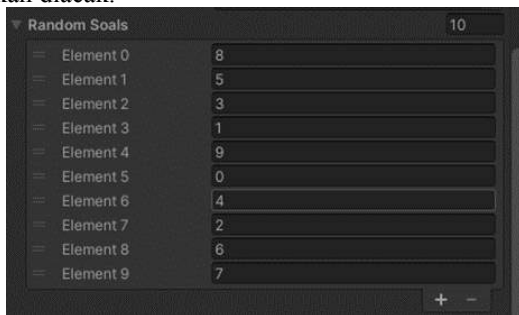 Random Soals 10
Element 0 8
Element 1 5
Element 2 3
Element 3 1
Element 4 9
Element 5 0
Element 6 4
Element 7 2
Element 8 6
Element 9 7
+ -